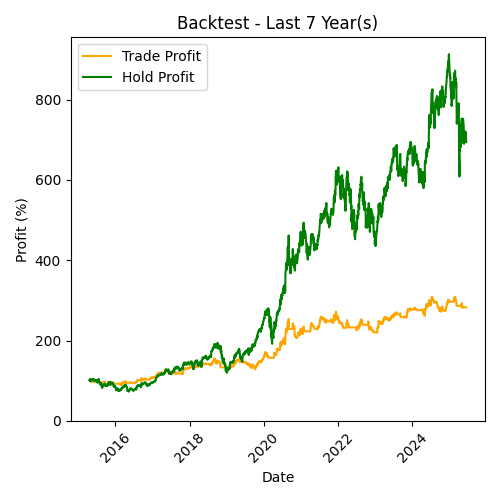 Backtest - Last 7 Year(s)
Trade Profit
Hold Profit
Profit (%)
800
600
400
200
0
2016
2018
2020
2022
2024
Date